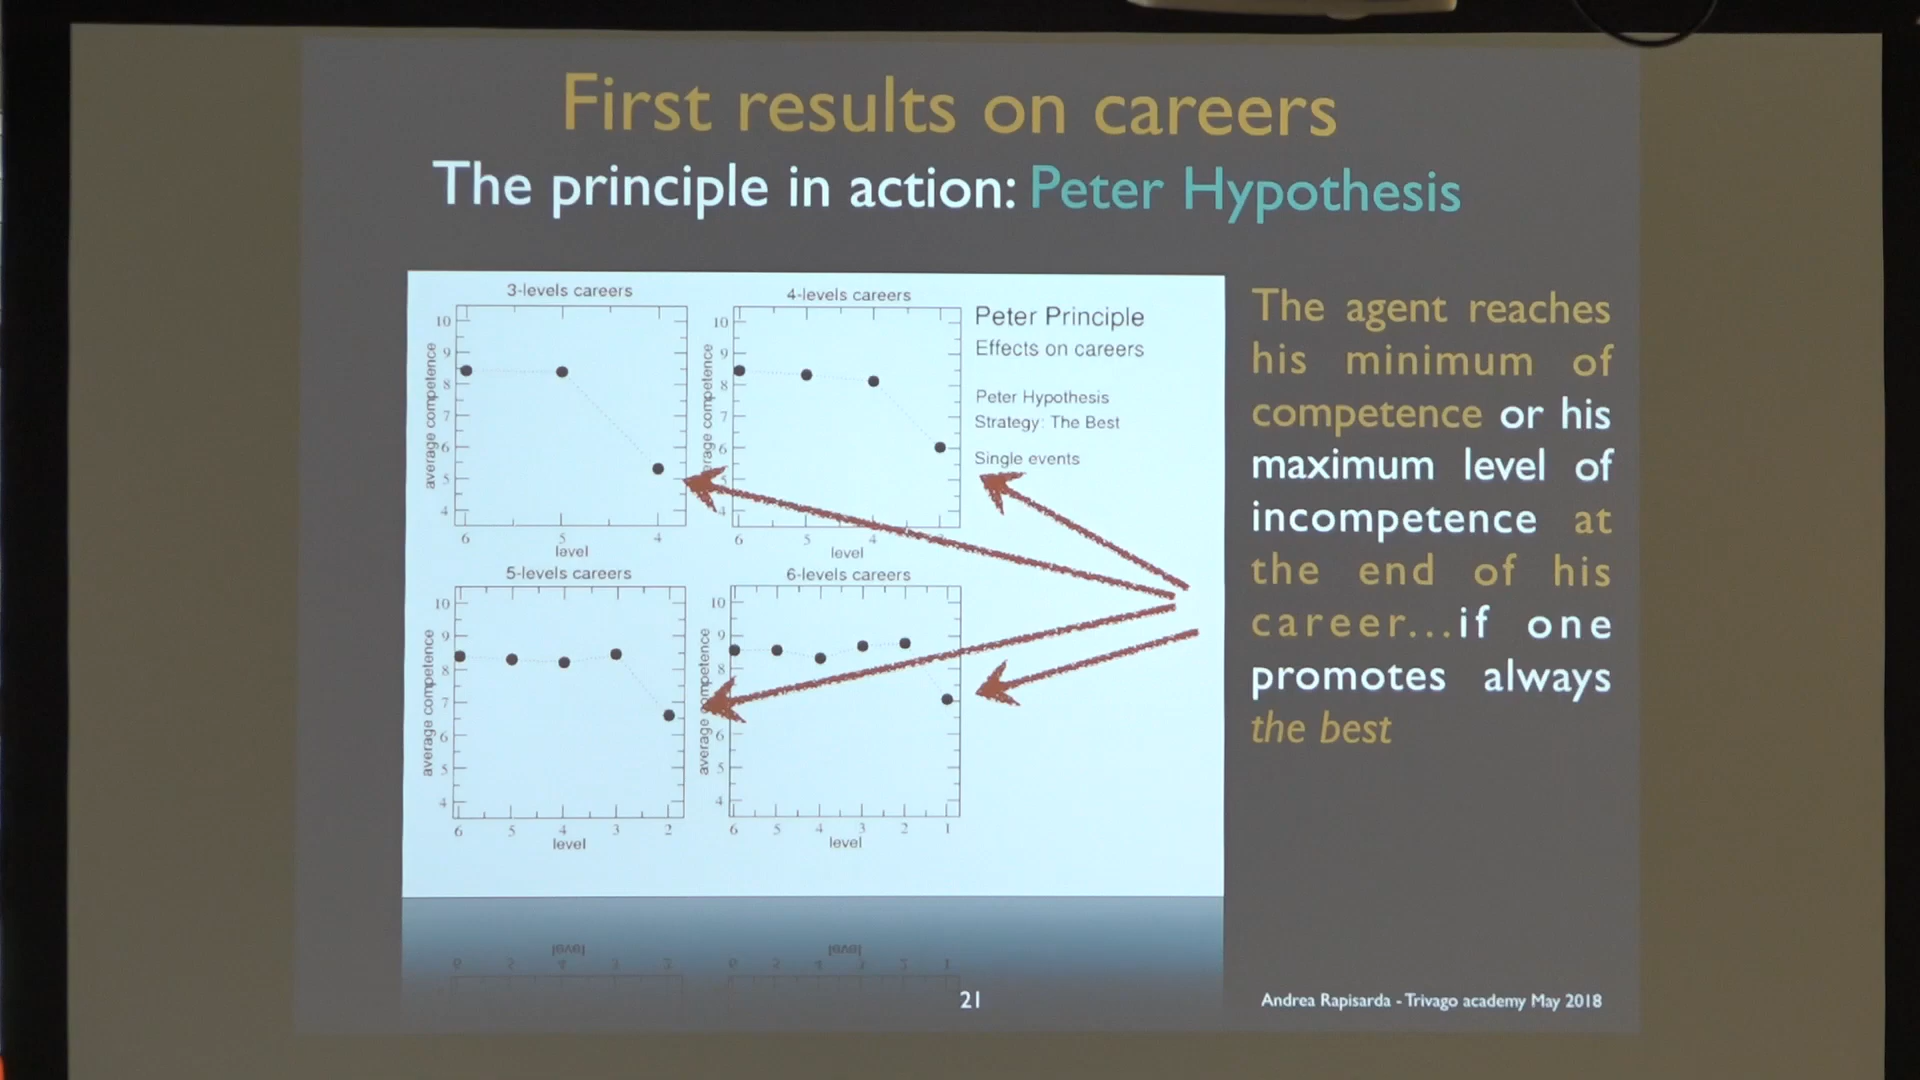 First results on careers
The principle in action: Peter Hypothesis
3-levels careers
10
9
8
7
6
5
4
average competence
6 5 4
level
4-levels careers
10
9
8
7
6
4
average competence
6 5 4
level
Peter Principle
Effects on careers
Peter Hypothesis
Strategy: The Best
Single events
5-levels careers
10
9
8
7
6
5
4
average competence
6 5 4 3 2
level
6-levels careers
10
9
8
6
5
4
average competence
6 5 4 3 2 1
level
The agent reaches
his minimum of
competence or his
maximum level of
incompetence at
the end of his
career...if one
promotes always
the best
21
Andrea Rapisarda - Trivago academy May 2018